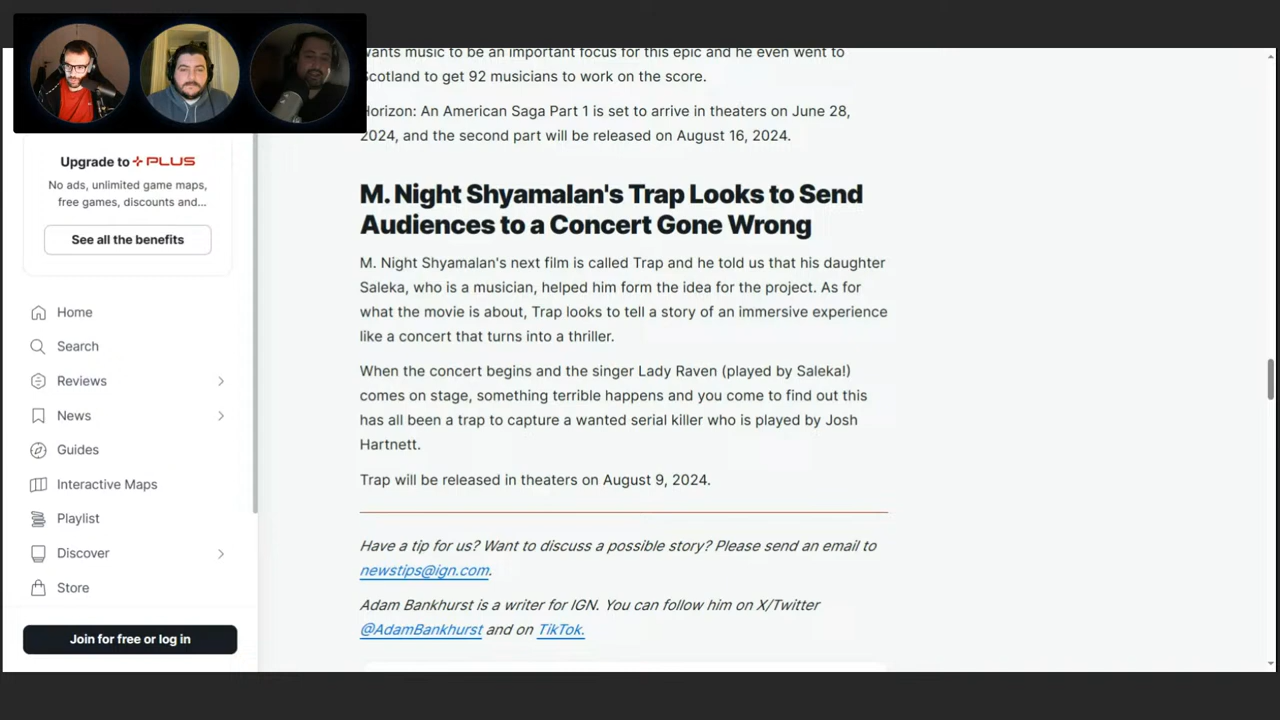 wants music to be an important focus for this epic and he even went to
Scotland to get 92 musicians to work on the score.
Horizon: An American Saga Part 1 is set to arrive in theaters on June 28,
2024, and the second part will be released on August 16, 2024.
Upgrade to PLUS
No ads, unlimited game maps,
free games, discounts and...
See all the benefits
Home
Search
Reviews
News
Guides
Interactive Maps
Playlist
Discover
Store
Join for free or log in
M. Night Shyamalan's Trap Looks to Send
Audiences to a Concert Gone Wrong
M. Night Shyamalan's next film is called Trap and he told us that his daughter
Saleka, who is a musician, helped him form the idea for the project. As for
what the movie is about, Trap looks to tell a story of an immersive experience
like a concert that turns into a thriller.
When the concert begins and the singer Lady Raven (played by Saleka!)
comes on stage, something terrible happens and you come to find out this
has all been a trap to capture a wanted serial killer who is played by Josh
Hartnett.
Trap will be released in theaters on August 9, 2024.
Have a tip for us? Want to discuss a possible story? Please send an email to
newstips@ign.com.
Adam Bankhurst is a writer for IGN. You can follow him on X/Twitter
@AdamBankhurst and on TikTok.